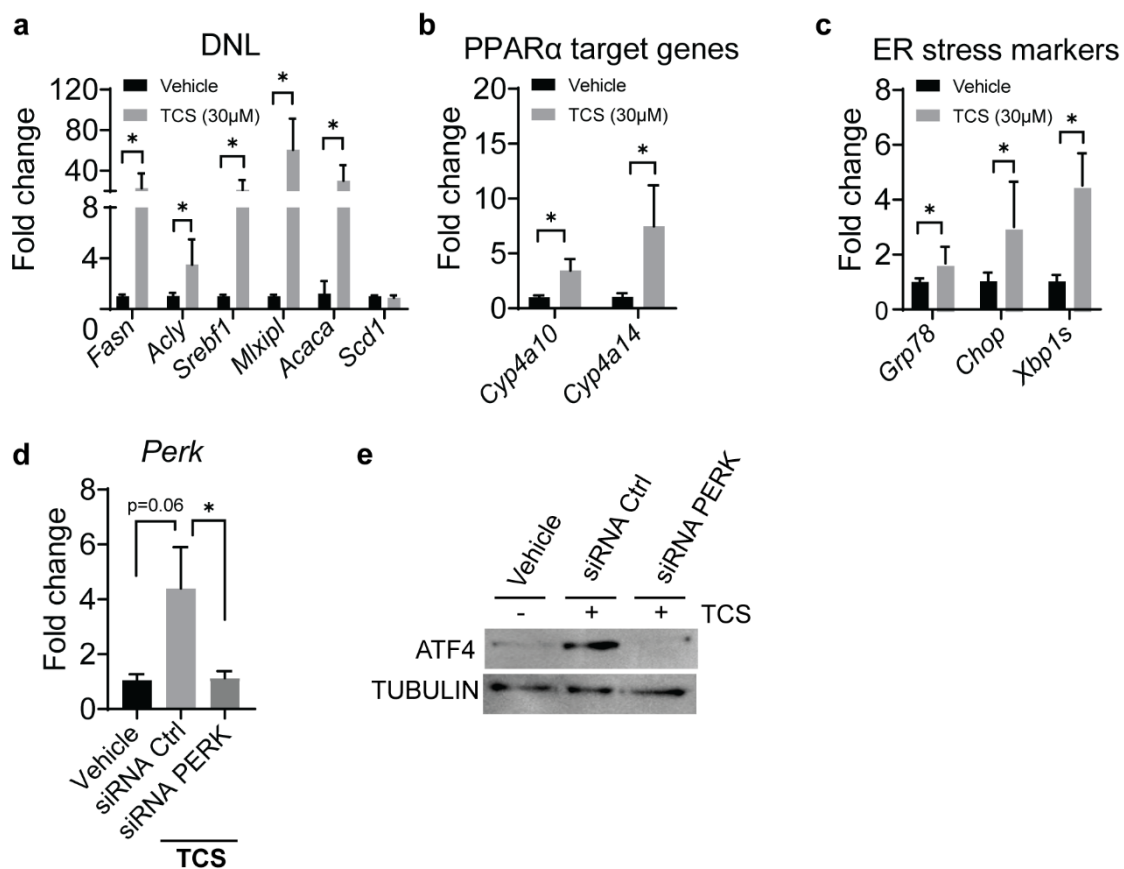 a
DNL
Vehicle
TCS (30μM)
Fold change
120
80
40
8
4
0
*
*
*
*
*
Fasn
Acly
Srebf1
Mlxipl
Acaca
Scd1
b
PPARα target genes
Vehicle
TCS (30μM)
Fold change
20
15
10
5
0
*
*
Cyp4a10
Cyp4a14
c
ER stress markers
Vehicle
TCS (30μM)
Fold change
8
6
4
2
0
*
*
*
Grp78
Chop
Xbp1s
d
Perk
Fold change
8
6
4
2
0
p=0.06
*
Vehicle
siRNA Ctrl
siRNA PERK
TCS
e
Vehicle
siRNA Ctrl
siRNA PERK
- + + TCS
ATF4
TUBULIN